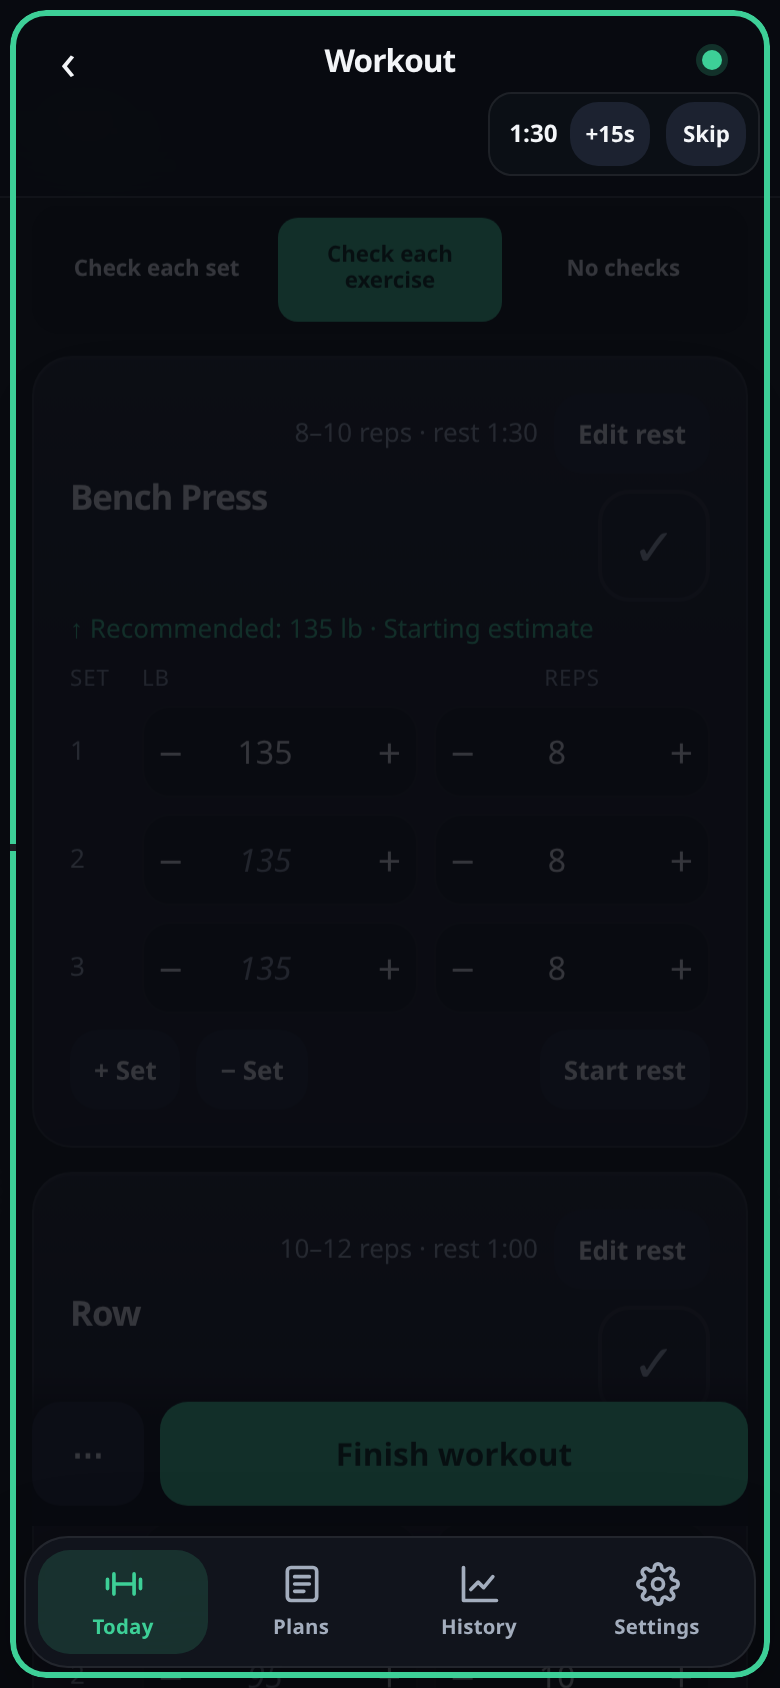 ‹ Workout
1:30 +15s Skip
Check each set
Check each
exercise
No checks
8–10 reps · rest 1:30 Edit rest
Bench Press
✓
↑ Recommended: 135 lb · Starting estimate
SET LB REPS
1 − 135 + − 8 +
2 − 135 + − 8 +
3 − 135 + − 8 +
+ Set − Set Start rest
10–12 reps · rest 1:00 Edit rest
Row
✓
... Finish workout
Today Plans History Settings
2 − 95 + − 10 +